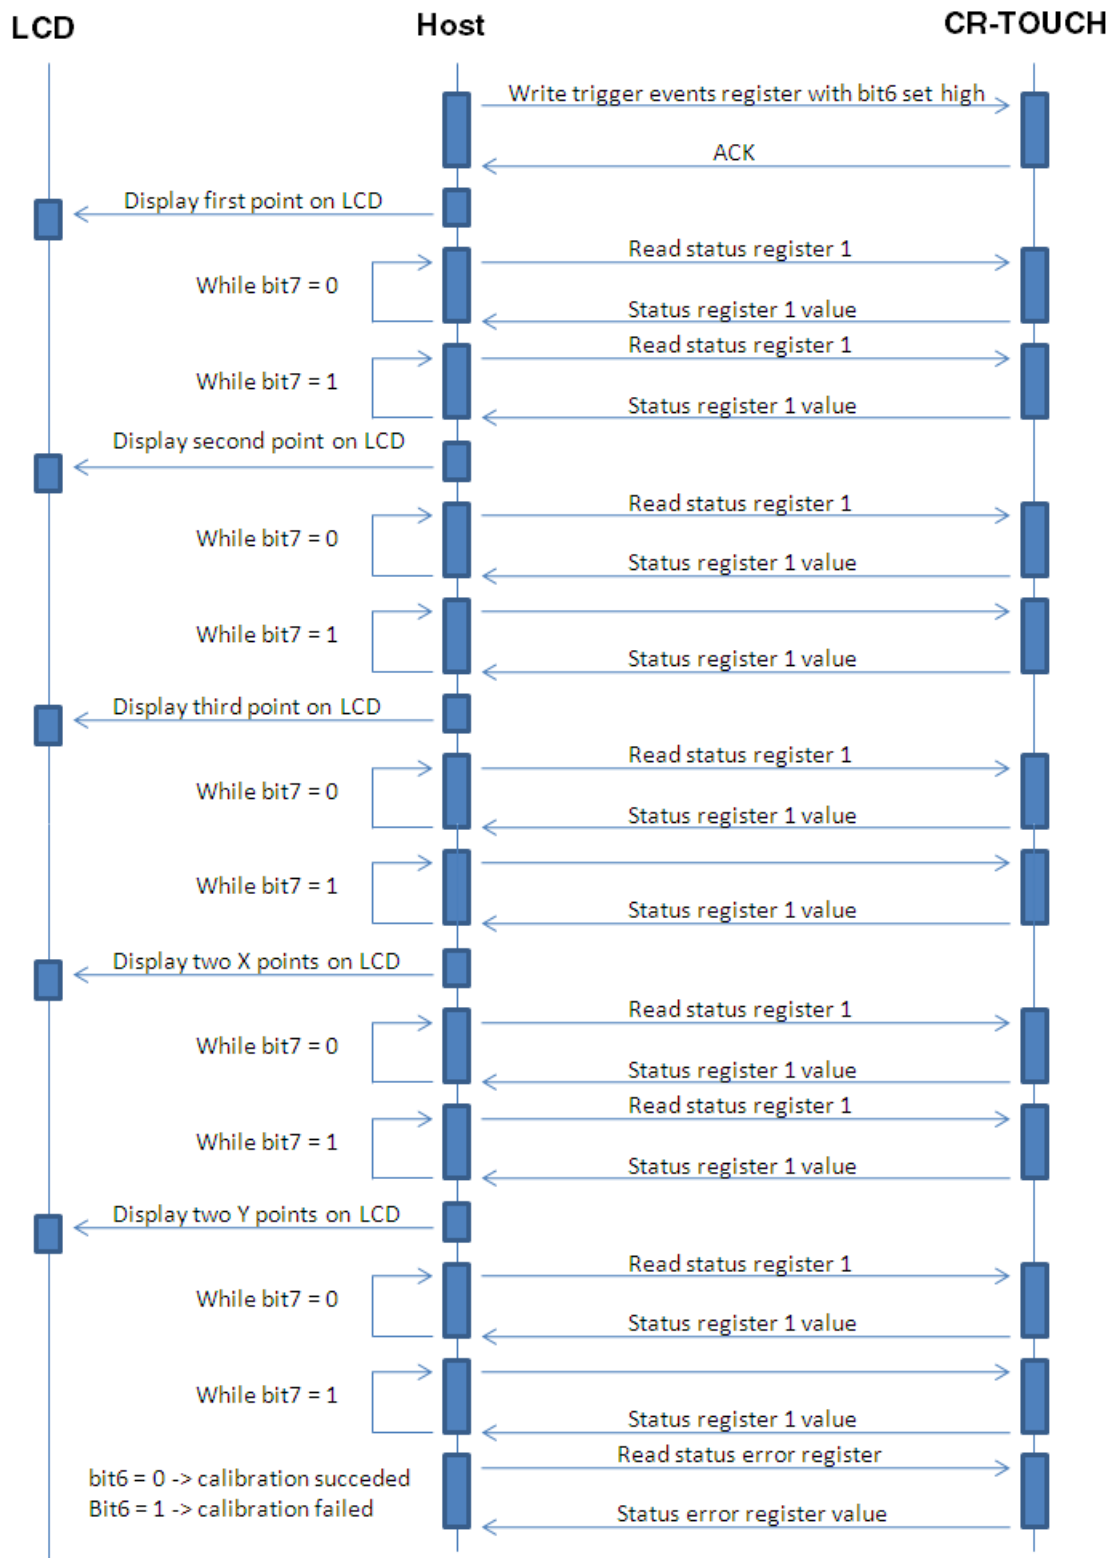 LCD Host CR-TOUCH
Write trigger events register with bit6 set high
ACK
Display first point on LCD
Read status register 1
While bit7 = 0
Status register 1 value
Read status register 1
While bit7 = 1
Status register 1 value
Display second point on LCD
Read status register 1
While bit7 = 0
Status register 1 value
While bit7 = 1
Status register 1 value
Display third point on LCD
Read status register 1
While bit7 = 0
Status register 1 value
While bit7 = 1
Status register 1 value
Display two X points on LCD
Read status register 1
While bit7 = 0
Status register 1 value
Read status register 1
While bit7 = 1
Status register 1 value
Display two Y points on LCD
Read status register 1
While bit7 = 0
Status register 1 value
While bit7 = 1
Status register 1 value
Read status error register
bit6 = 0 -> calibration succeded
Bit6 = 1 -> calibration failed
Status error register value